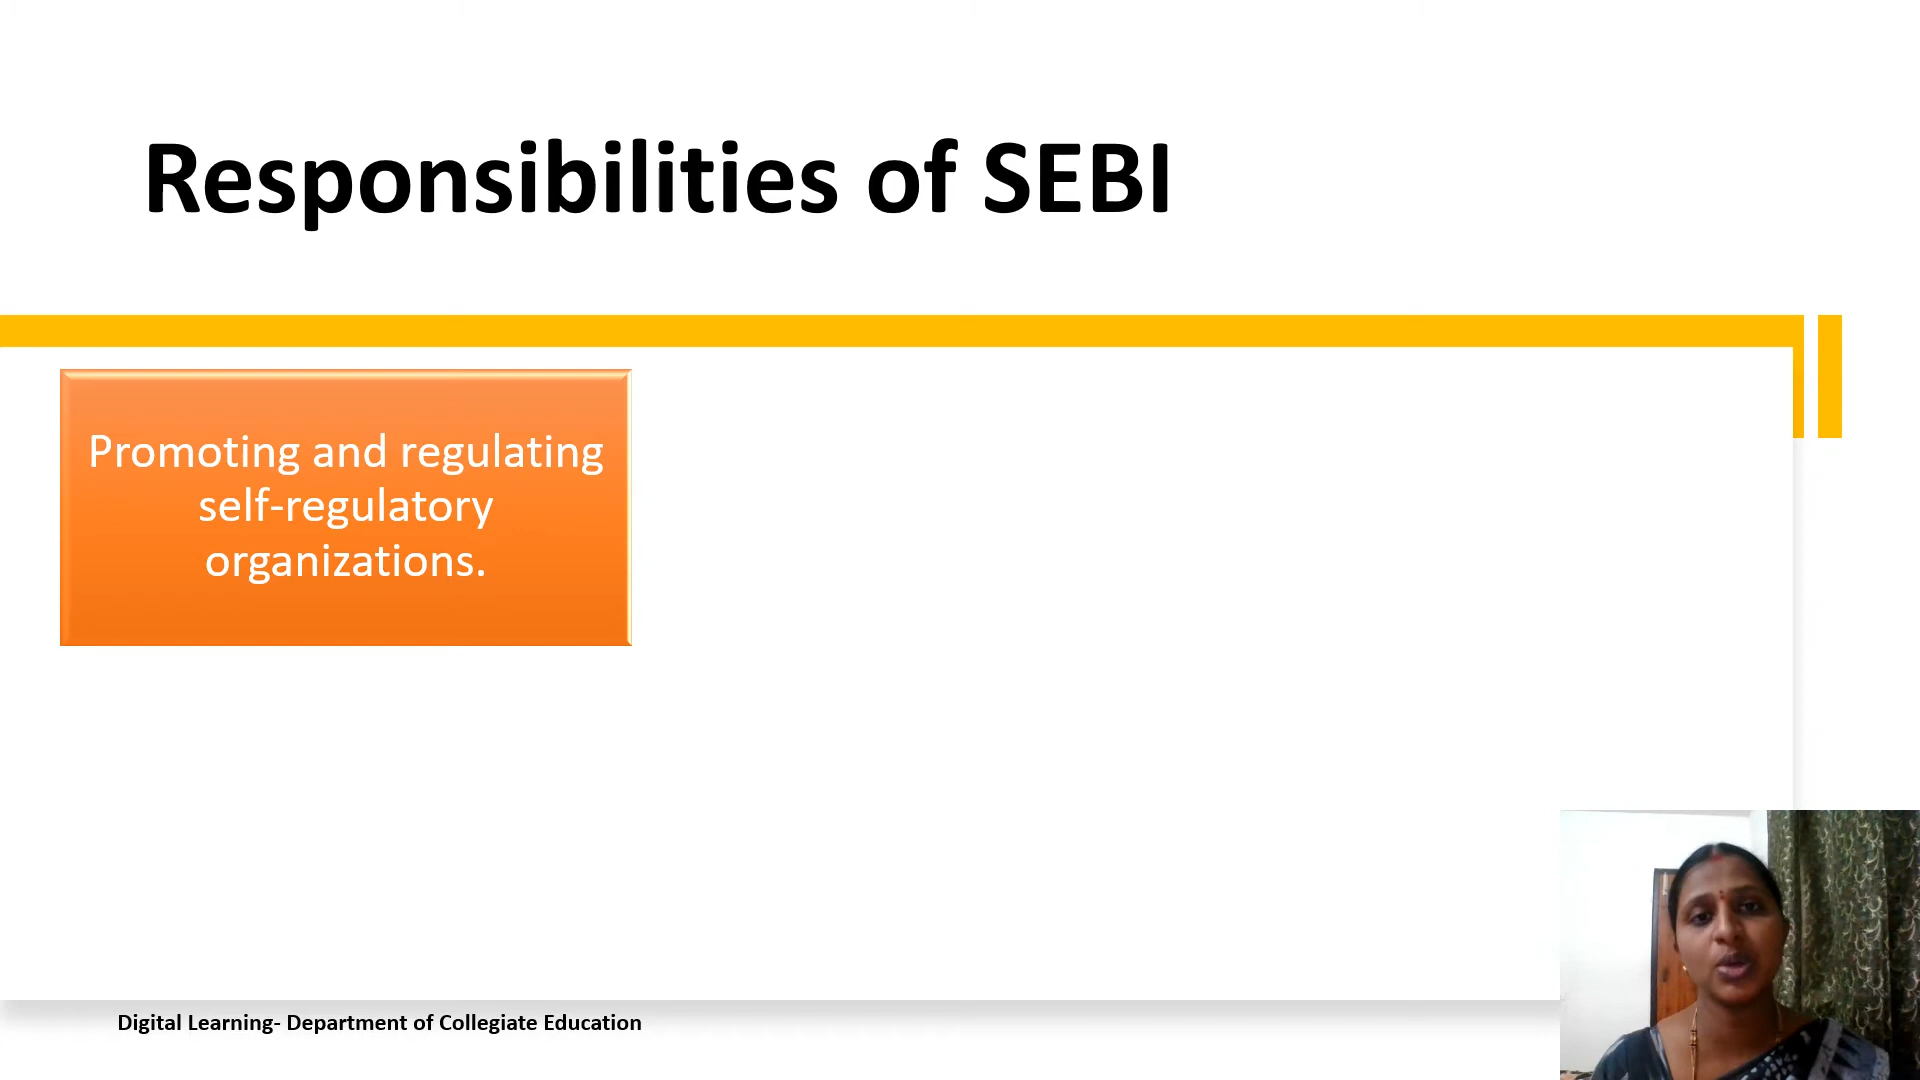 Responsibilities of SEBI
Promoting and regulating
self-regulatory
organizations.
Digital Learning- Department of Collegiate Education